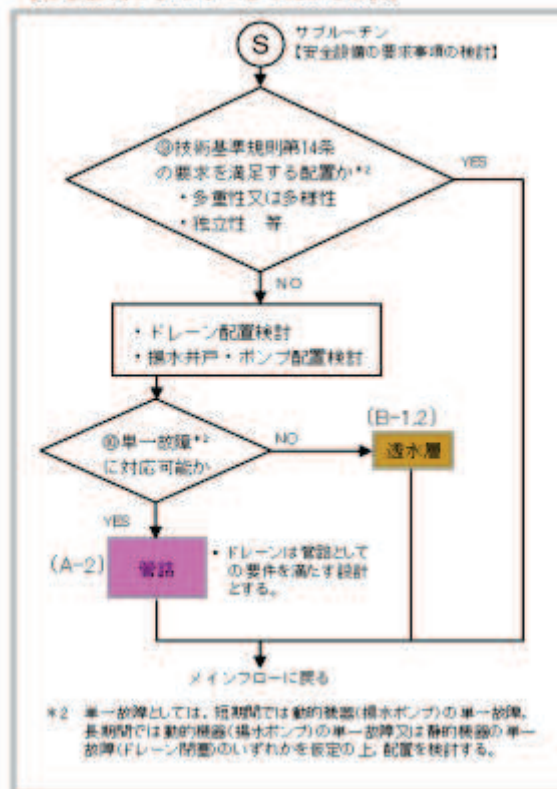 S
サブルーチン
【安全設備の要求事項の検討】
技術基準規則第14条
の要求を満足する配置か*2
・多重性又は多様性
・独立性 等
YES
NO
・ドレーン配置検討
・揚水井戸・ポンプ配置検討
単一故障*2
に対応可能か
NO
(B-1,2)
透水層
YES
(A-2)
管路
・ドレーンは管路として
の要件を満たす設計
とする。
メインフローに戻る
*2 単一故障としては、短期間では動的機器(揚水ポンプ)の単一故障、
長期間では動的機器(揚水ポンプ)の単一故障又は静的機器の単一
故障(ドレーン閉塞)のいずれかを仮定の上、配置を検討する。